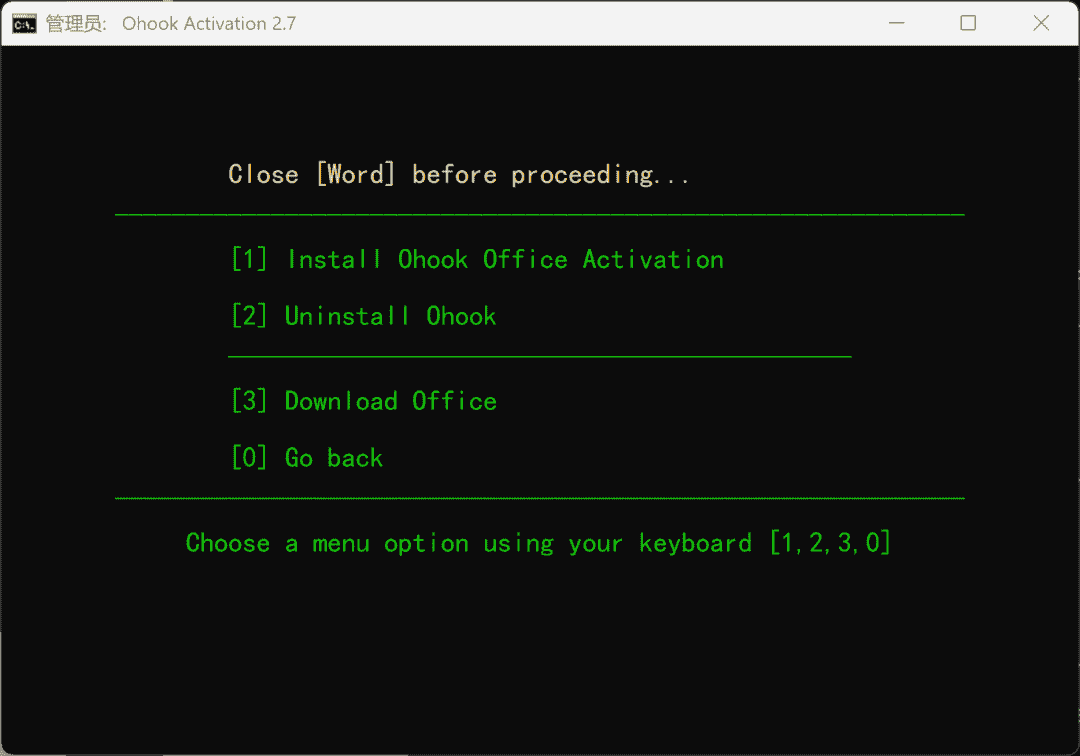 管理员: Ohook Activation 2.7
Close [Word] before proceeding...
[1] Install Ohook Office Activation
[2] Uninstall Ohook
[3] Download Office
[0] Go back
Choose a menu option using your keyboard [1,2,3,0]